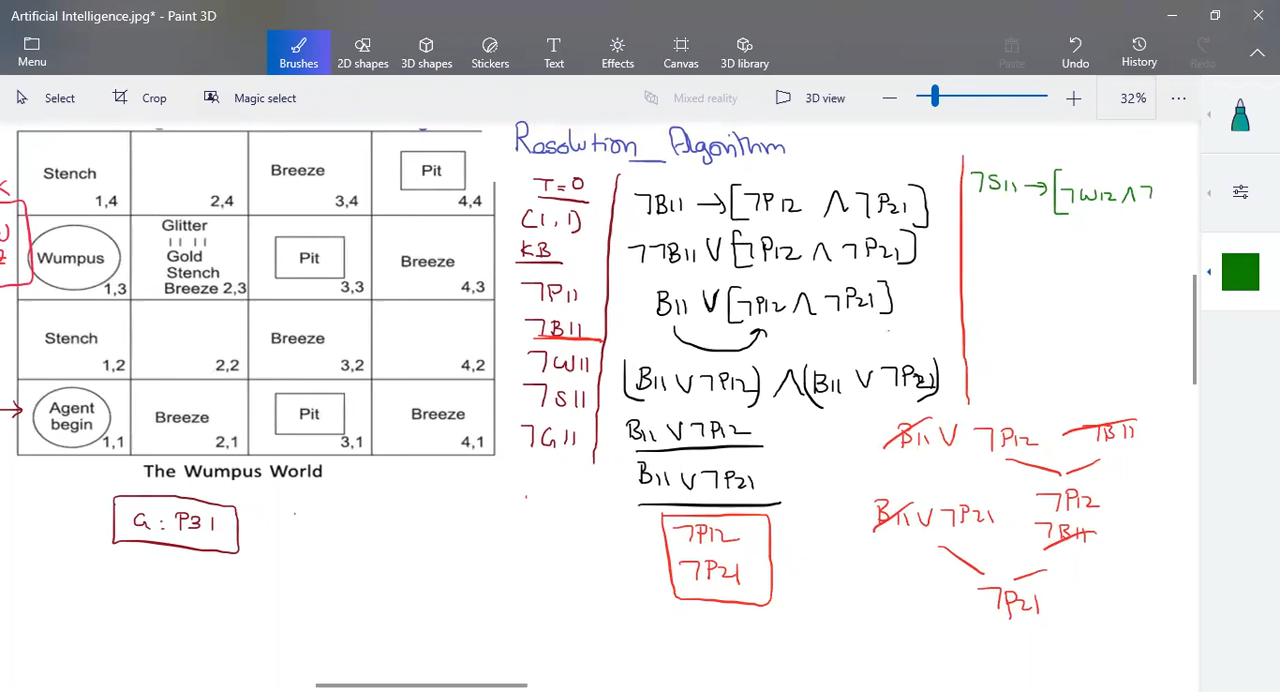 Artificial Intelligence.jpg* - Paint 3D
Menu
Brushes
2D shapes
3D shapes
Stickers
Text
Effects
Canvas
3D library
Paste
Undo
History
Redo
Select
Crop
Magic select
Mixed reality
3D view
32%
Stench 1,4
2,4
Breeze 3,4
Pit 4,4
Wumpus 1,3
Glitter
Gold
Stench
Breeze 2,3
Pit 3,3
Breeze 4,3
Stench 1,2
2,2
Breeze 3,2
4,2
Agent
begin 1,1
Breeze 2,1
Pit 3,1
Breeze 4,1
The Wumpus World
G : P31
Resolution Algorithm
T=0
(1,1)
KB
¬P11
¬B11
¬W11
¬S11
¬G11
¬B11 → [¬P12 ∧ ¬P21]
¬¬B11 ∨ [¬P12 ∧ ¬P21]
B11 ∨ [¬P12 ∧ ¬P21]
(B11 ∨ ¬P12) ∧ (B11 ∨ ¬P21)
B11 ∨ ¬P12
B11 ∨ ¬P21
¬P12
¬P21
¬S11 → [¬W12 ∧ ¬
B11 ∨ ¬P12 ¬B11
¬P12
B11 ∨ ¬P21 ¬B11
¬P21